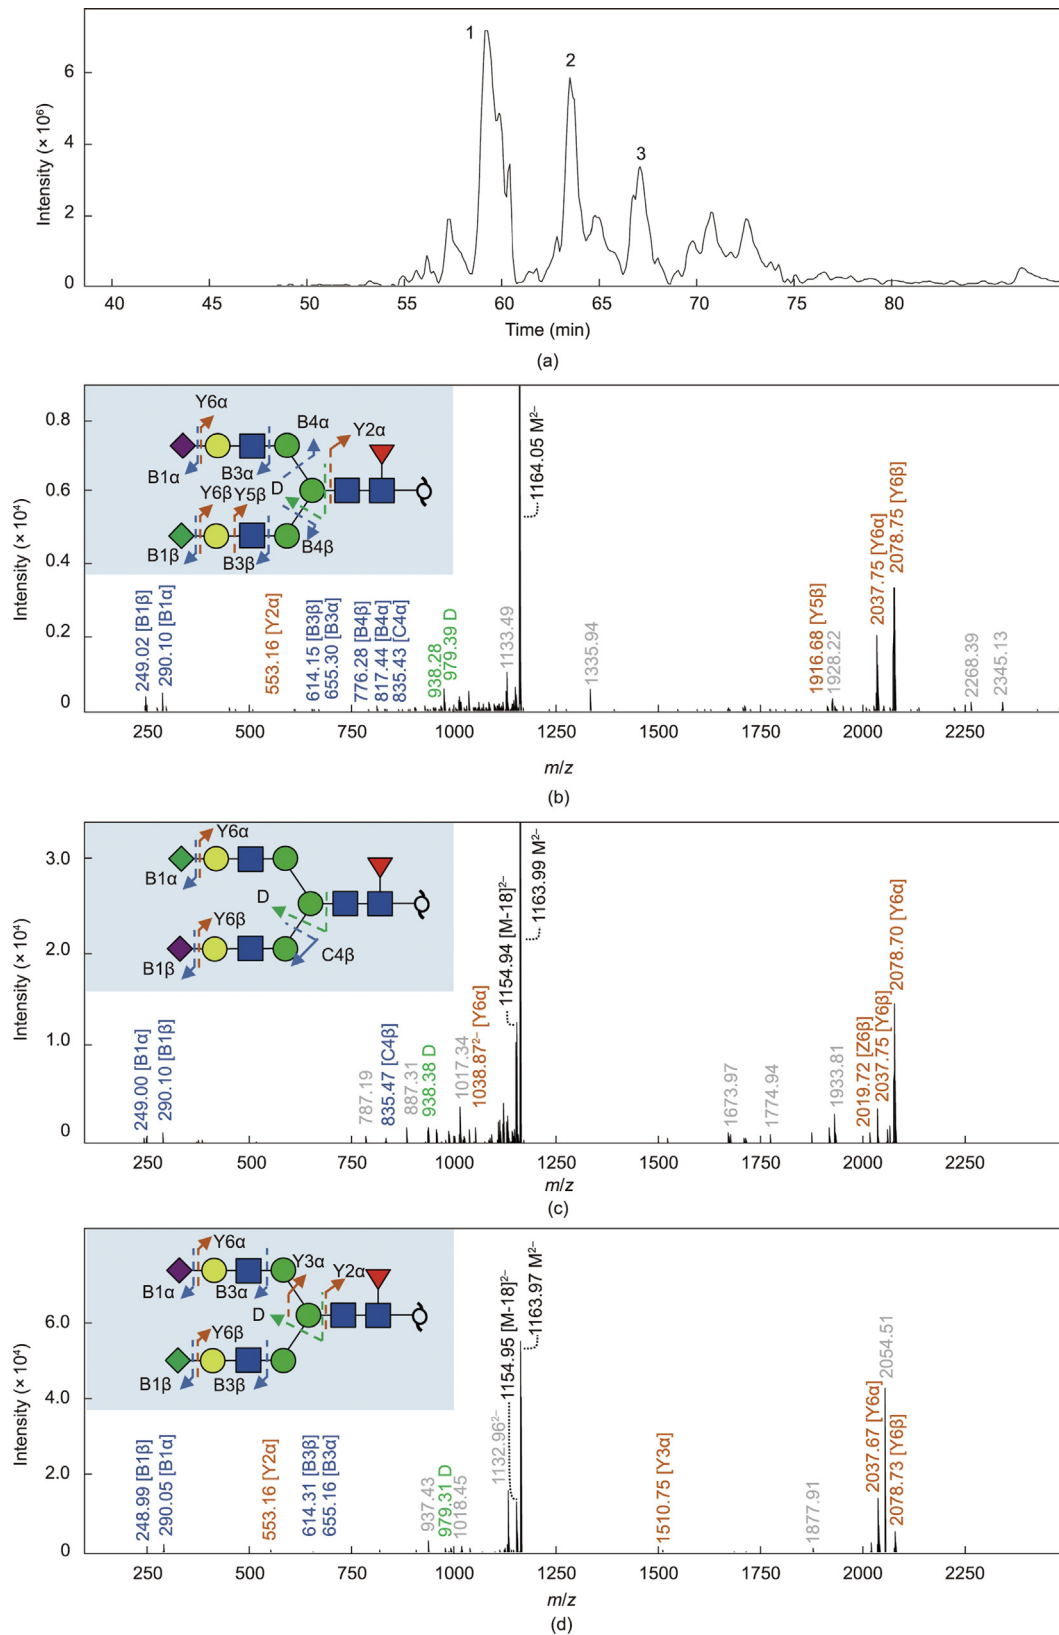 1
2
3
Intensity (× 10⁶)
6
4
2
0
40 45 50 55 60 65 70 75 80
Time (min)
(a)
Intensity (× 10⁴)
0.8
0.6
0.4
0.2
0
Y6α
B4α
Y2α
B1α
B3α
D
Y6β Y5β
B4β
B1β
B3β
249.02 [B1β]
290.10 [B1α]
553.16 [Y2α]
614.15 [B3β]
655.30 [B3α]
776.28 [B4β]
817.44 [B4α]
835.43 [C4α]
938.28
979.39 D
1133.49
1164.05 M²⁻
1335.94
1916.68 [Y5β]
1928.22
2037.75 [Y6α]
2078.75 [Y6β]
2268.39
2345.13
250 500 750 1000 1250 1500 1750 2000 2250
m/z
(b)
Intensity (× 10⁴)
3.0
2.0
1.0
0
Y6α
B1α
D
Y6β
C4β
B1β
249.00 [B1α]
290.10 [B1β]
787.19
835.47 [C4β]
887.31
938.38 D
1017.34
1038.87²⁻ [Y6α]
1154.94 [M-18]²⁻
1163.99 M²⁻
1673.97
1774.94
1933.81
2019.72 [Z6β]
2037.75 [Y6β]
2078.70 [Y6α]
250 500 750 1000 1250 1500 1750 2000 2250
m/z
(c)
Intensity (× 10⁴)
6.0
4.0
2.0
0
Y6α
Y3α
Y2α
B1α
B3α
D
Y6β
B1β
B3β
248.99 [B1β]
290.05 [B1α]
553.16 [Y2α]
614.31 [B3β]
655.16 [B3α]
937.43
979.31 D
1018.45
1132.96²⁻
1154.95 [M-18]²⁻
1163.97 M²⁻
1510.75 [Y3α]
1877.91
2037.67 [Y6α]
2054.51
2078.73 [Y6β]
250 500 750 1000 1250 1500 1750 2000 2250
m/z
(d)